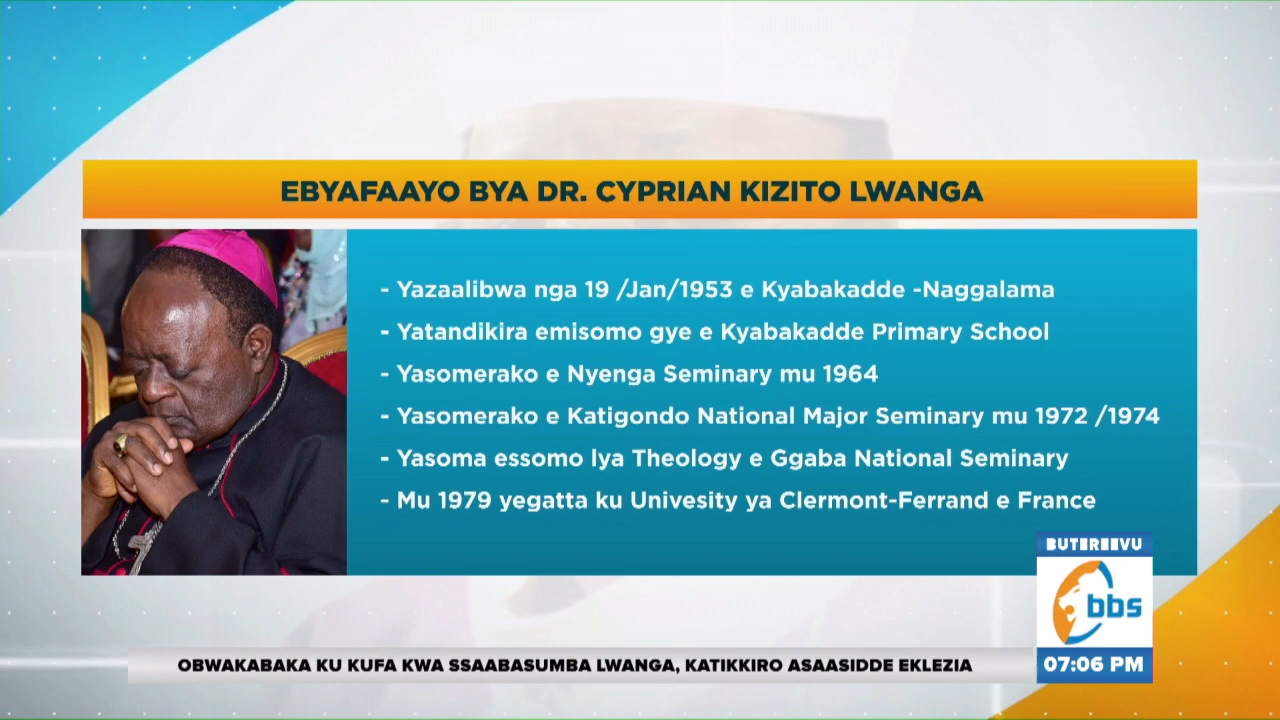 EBYAFAAYO BYA DR. CYPRIAN KIZITO LWANGA
- Yazaalibwa nga 19 /Jan/1953 e Kyabakadde -Naggalama
- Yatandikira emisomo gye e Kyabakadde Primary School
- Yasomerako e Nyenga Seminary mu 1964
- Yasomerako e Katigondo National Major Seminary mu 1972 /1974
- Yasoma essomo lya Theology e Ggaba National Seminary
- Mu 1979 yegatta ku Univesity ya Clermont-Ferrand e France
BUTEREEVU
bbs
07:06 PM
OBWAKABAKA KU KUFA KWA SSAABASUMBA LWANGA, KATIKKIRO ASAASIDDE EKLEZIA